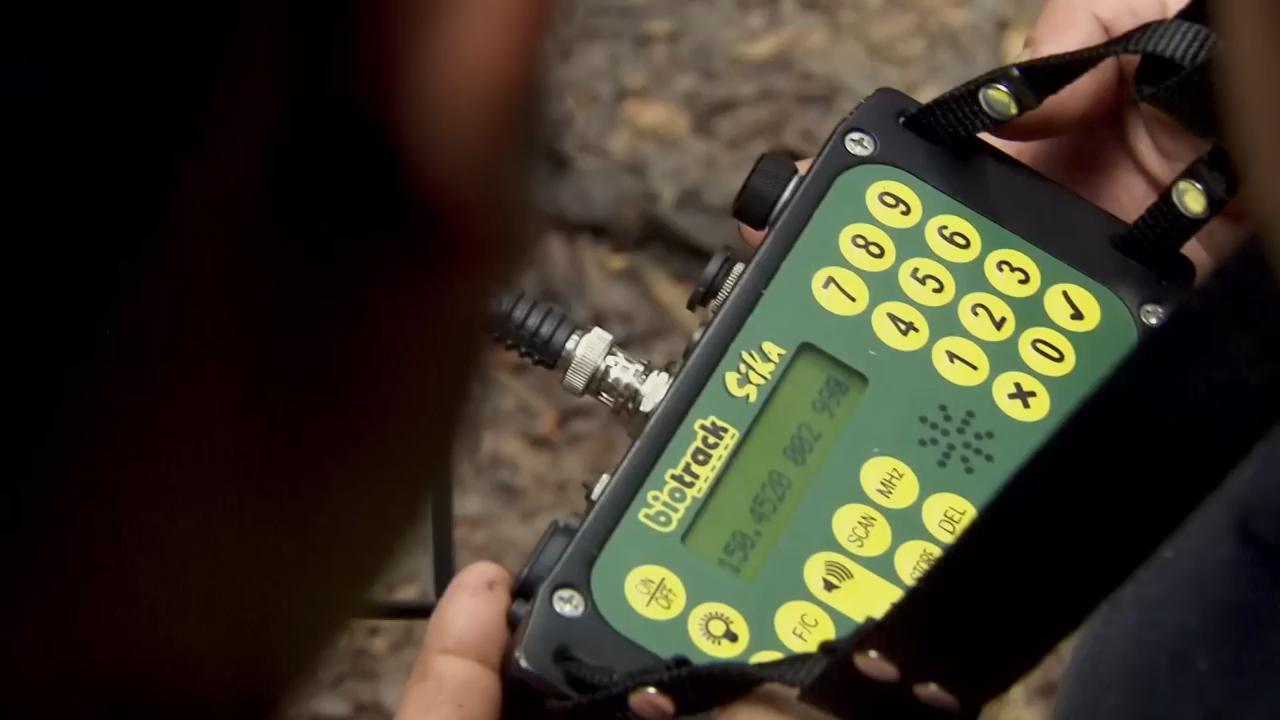 biotrack Sika
150.4520 002 990
ON/OFF
F/C
SCAN
MHz
STORE
DEL
7 8 9
4 5 6
1 2 3
0